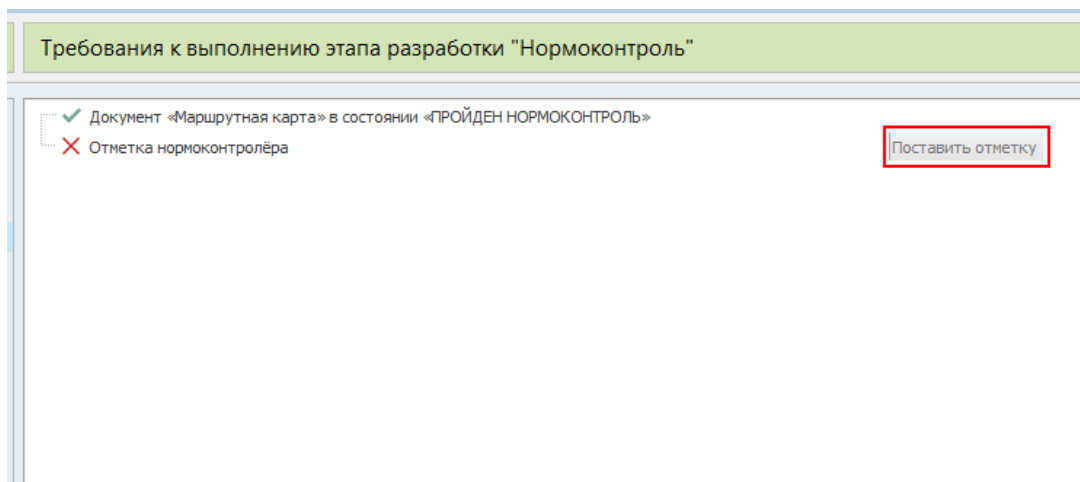 Требования к выполнению этапа разработки "Нормоконтроль"
Документ «Маршрутная карта» в состоянии «ПРОЙДЕН НОРМОКОНТРОЛЬ»
Отметка нормоконтролёра
Поставить отметку